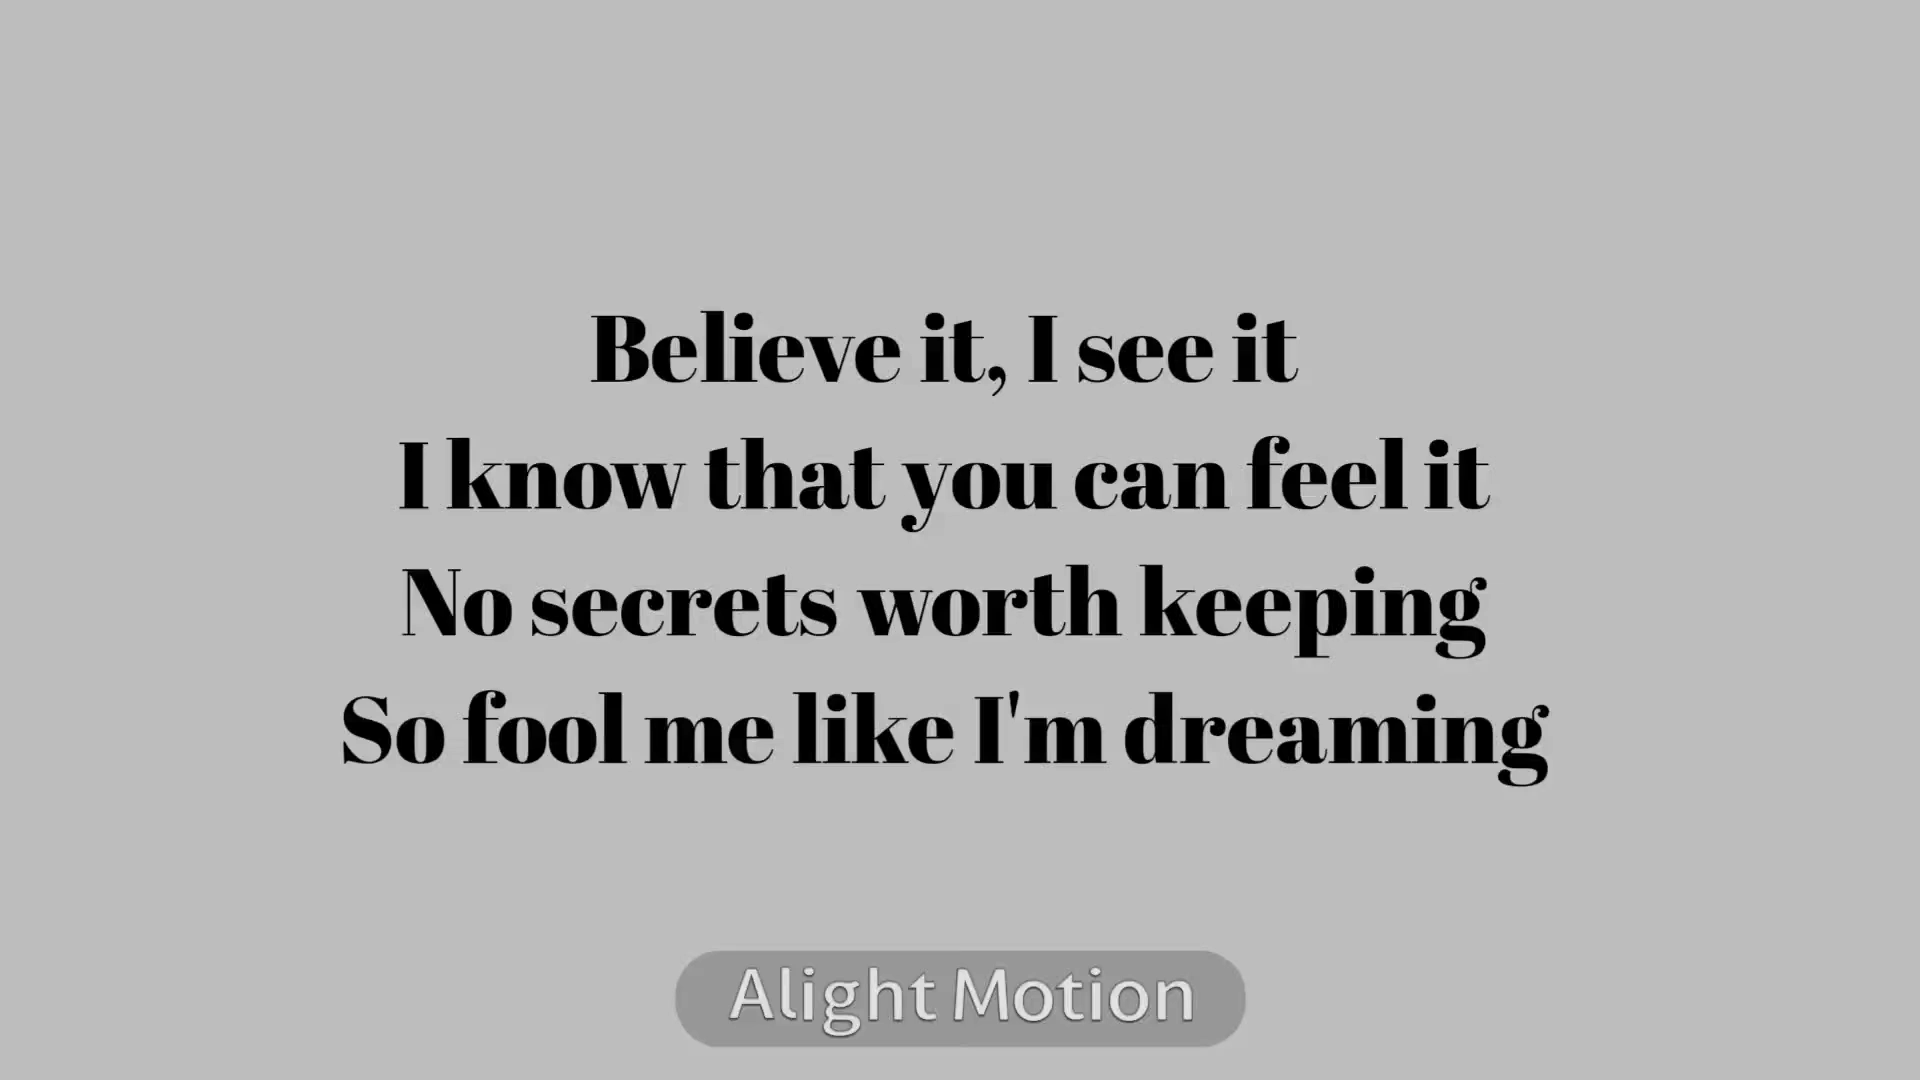 Believe it, I see it
I know that you can feel it
No secrets worth keeping
So fool me like I'm dreaming
Alight Motion